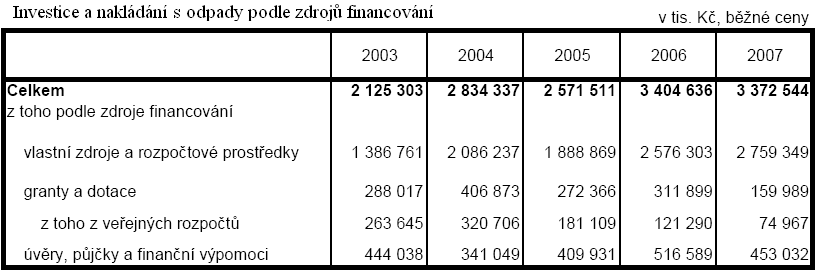 Investice a nakládání s odpady podle zdrojů financování
v tis. Kč, běžné ceny
2003 2004 2005 2006 2007
Celkem 2 125 303 2 834 337 2 571 511 3 404 636 3 372 544
z toho podle zdroje financování
vlastní zdroje a rozpočtové prostředky 1 386 761 2 086 237 1 888 869 2 576 303 2 759 349
granty a dotace 288 017 406 873 272 366 311 899 159 989
z toho z veřejných rozpočtů 263 645 320 706 181 109 121 290 74 967
úvěry, půjčky a finanční výpomoci 444 038 341 049 409 931 516 589 453 032